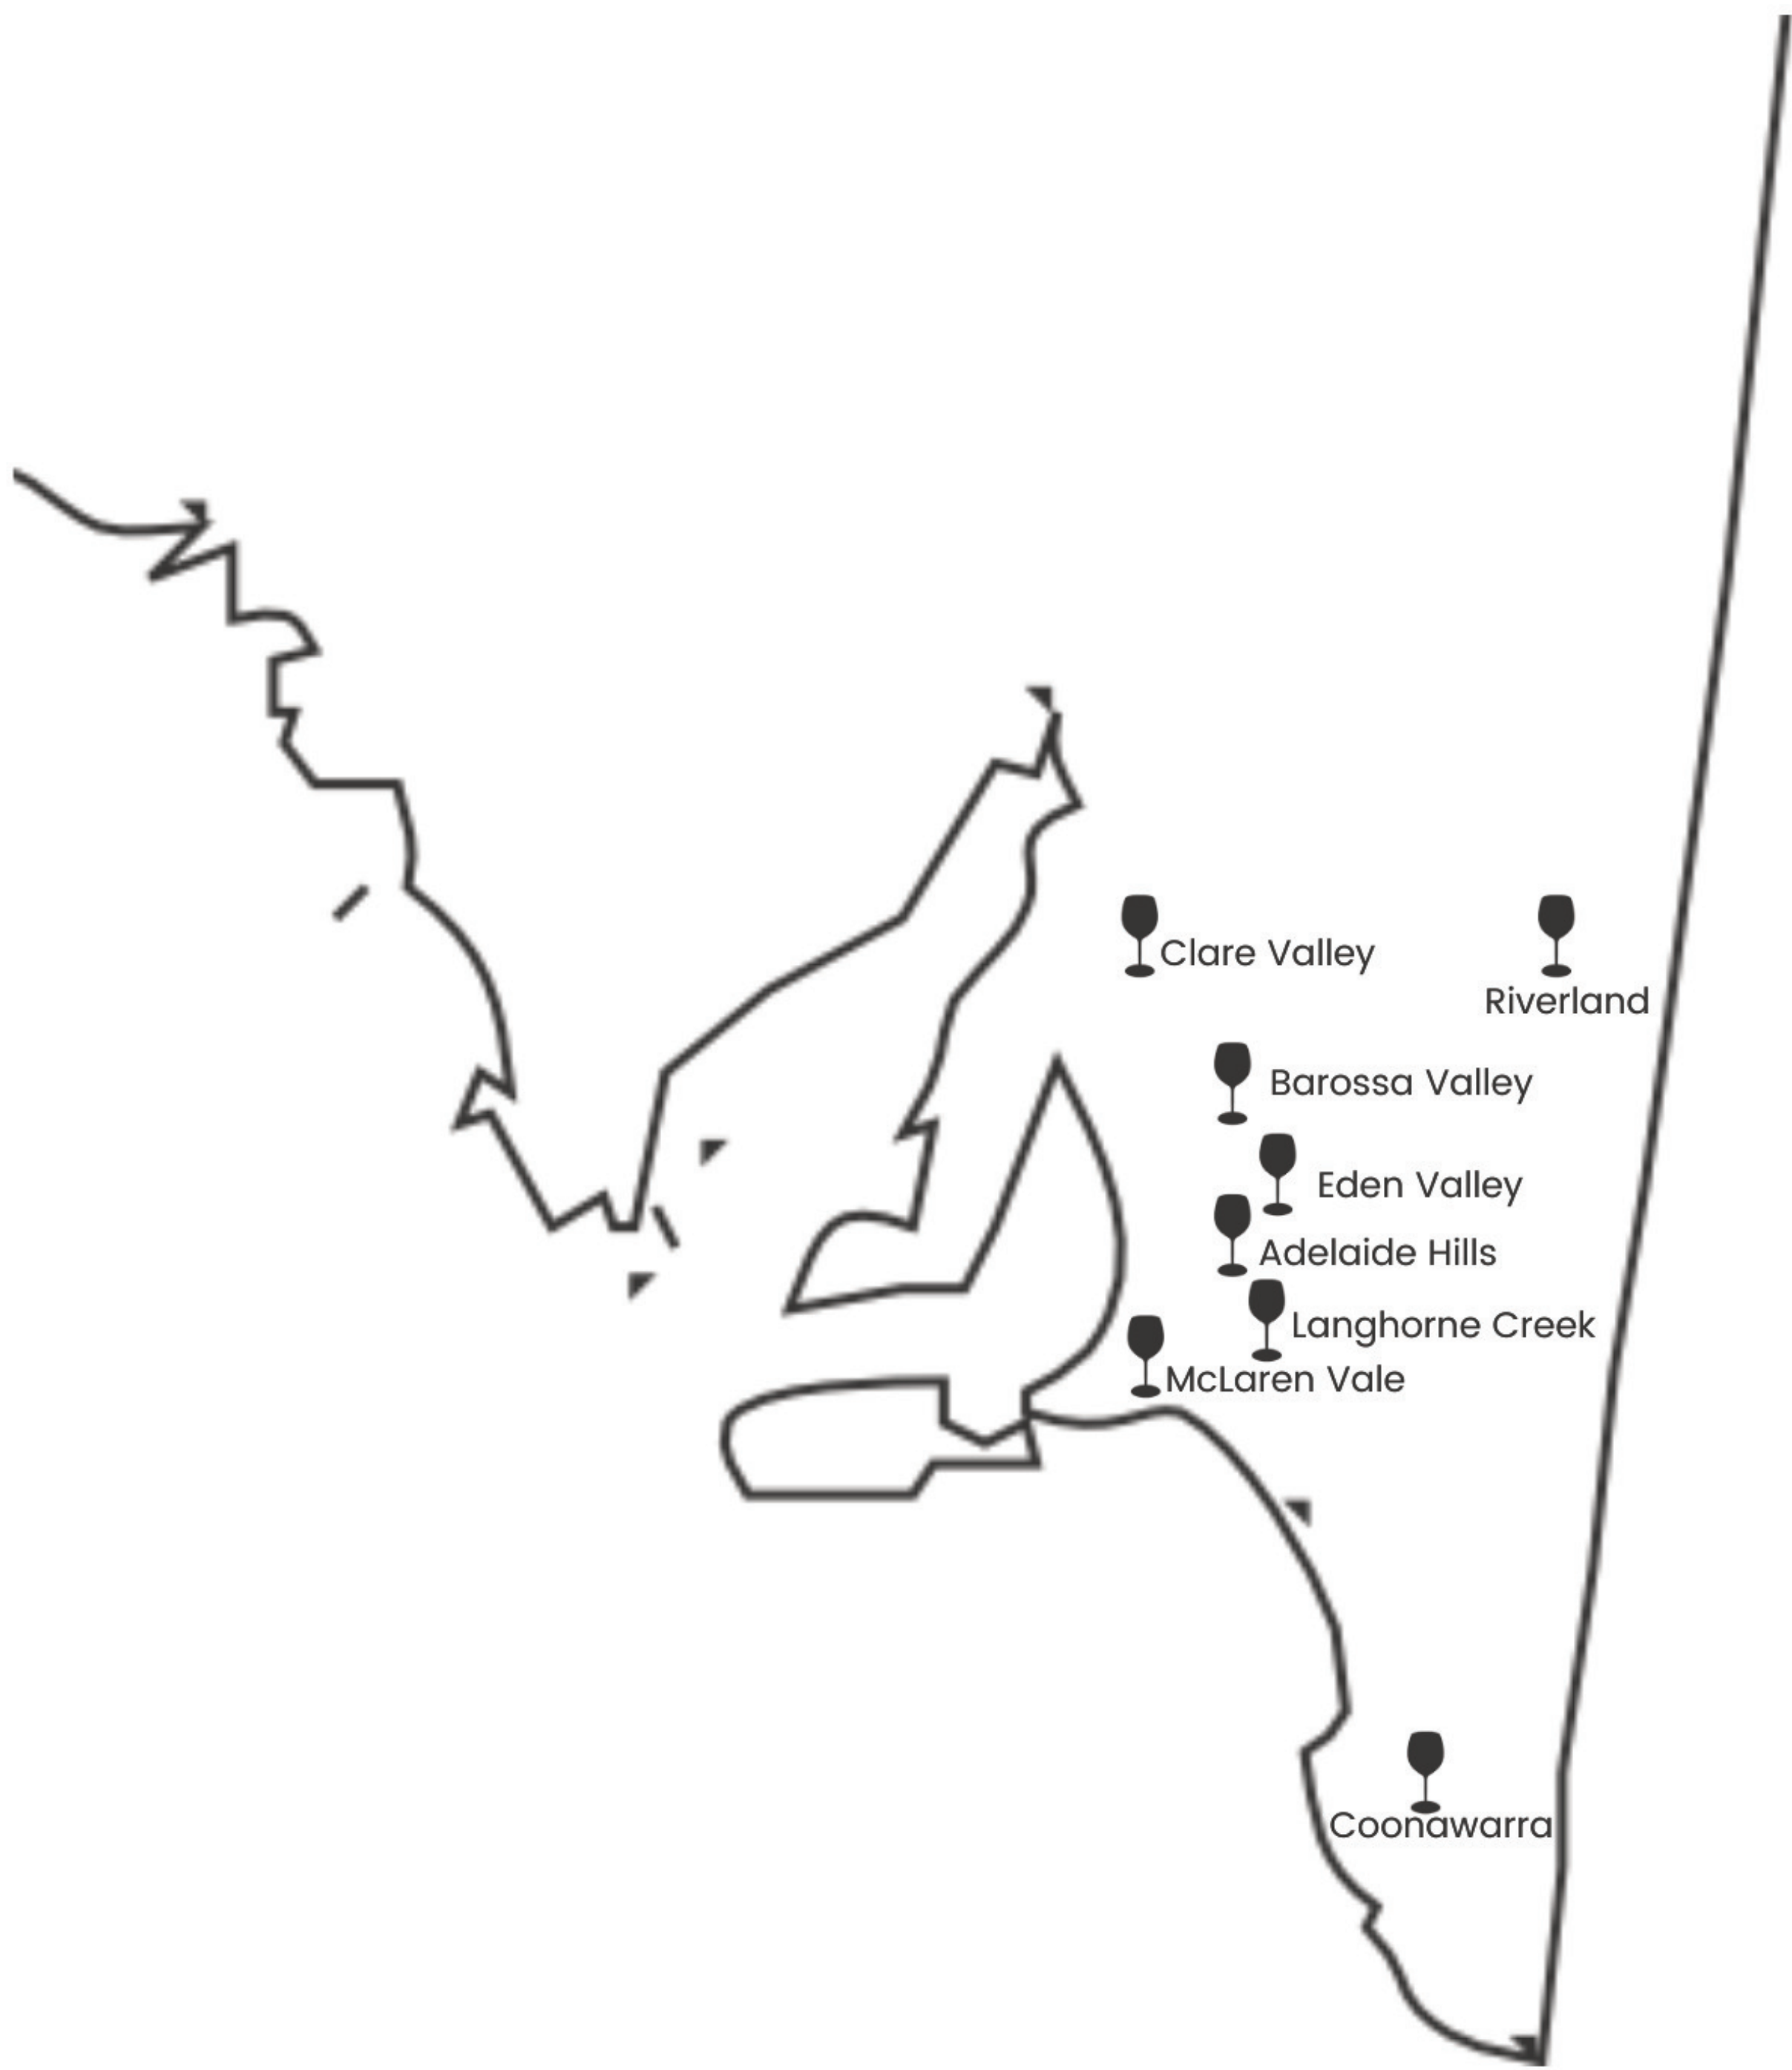 Clare Valley
Riverland
Barossa Valley
Eden Valley
Adelaide Hills
Langhorne Creek
McLaren Vale
Coonawarra